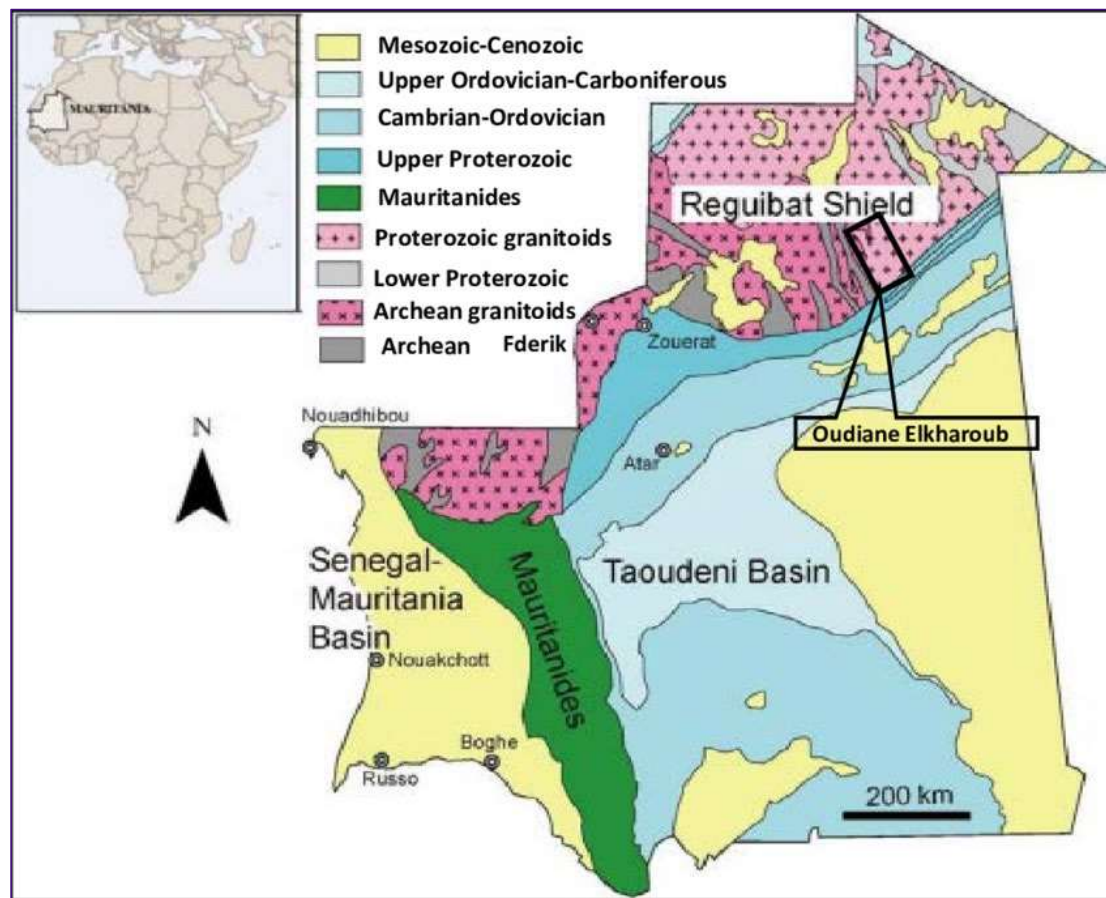 MAURITANIA
Mesozoic-Cenozoic
Upper Ordovician-Carboniferous
Cambrian-Ordovician
Upper Proterozoic
Mauritanides
Proterozoic granitoids
Lower Proterozoic
Archean granitoids
Archean
Fderik
Reguibat Shield
Zouerat
Oudiane Elkharoub
N
Nouadhibou
Atar
Senegal-
Mauritania
Basin
Mauritanides
Taoudeni Basin
Nouakchott
Boghe
Russo
200 km